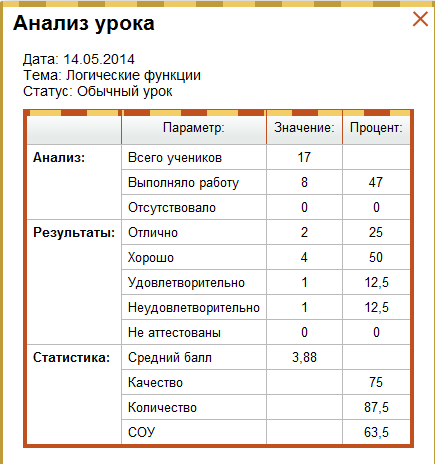 Анализ урока
Дата: 14.05.2014
Тема: Логические функции
Статус: Обычный урок
Параметр: Значение: Процент:
Анализ: Всего учеников 17
Выполняло работу 8 47
Отсутствовало 0 0
Результаты: Отлично 2 25
Хорошо 4 50
Удовлетворительно 1 12,5
Неудовлетворительно 1 12,5
Не аттестованы 0 0
Статистика: Средний балл 3,88
Качество 75
Количество 87,5
СОУ 63,5